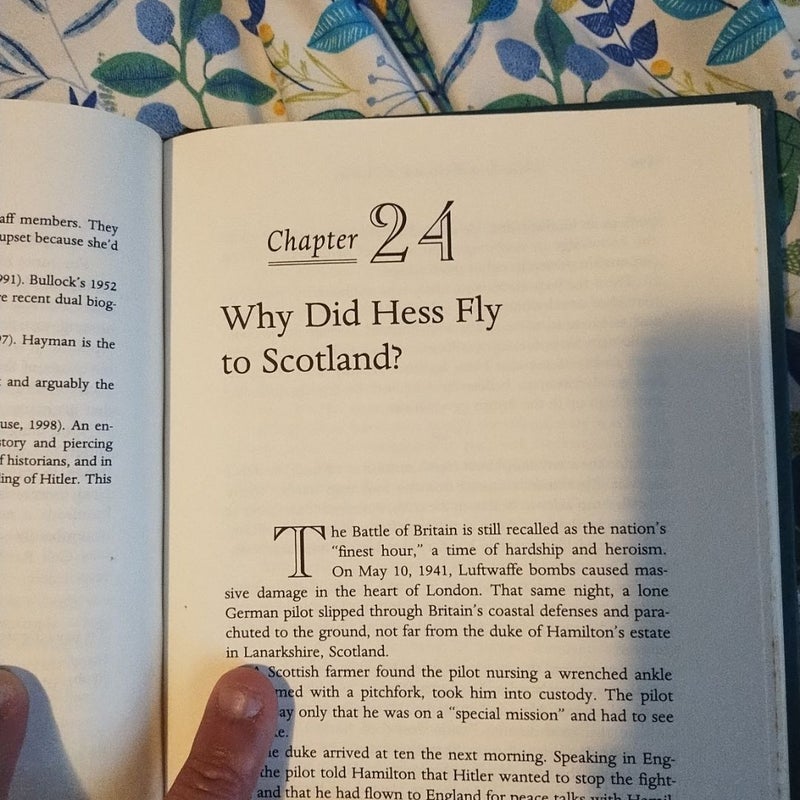 aff members. They
upset because she'd
991). Bullock's 1952
e recent dual biog-
7). Hayman is the
and arguably the
use, 1998). An en-
story and piercing
f historians, and in
ing of Hitler. This
Chapter 24
Why Did Hess Fly
to Scotland?
The Battle of Britain is still recalled as the nation's
"finest hour," a time of hardship and heroism.
On May 10, 1941, Luftwaffe bombs caused mas-
sive damage in the heart of London. That same night, a lone
German pilot slipped through Britain's coastal defenses and para-
chuted to the ground, not far from the duke of Hamilton's estate
in Lanarkshire, Scotland.
Scottish farmer found the pilot nursing a wrenched ankle
med with a pitchfork, took him into custody. The pilot
ay only that he was on a "special mission" and had to see
ke.
he duke arrived at ten the next morning. Speaking in Eng-
the pilot told Hamilton that Hitler wanted to stop the fight-
and that he had flown to England for peace talks with Hamil